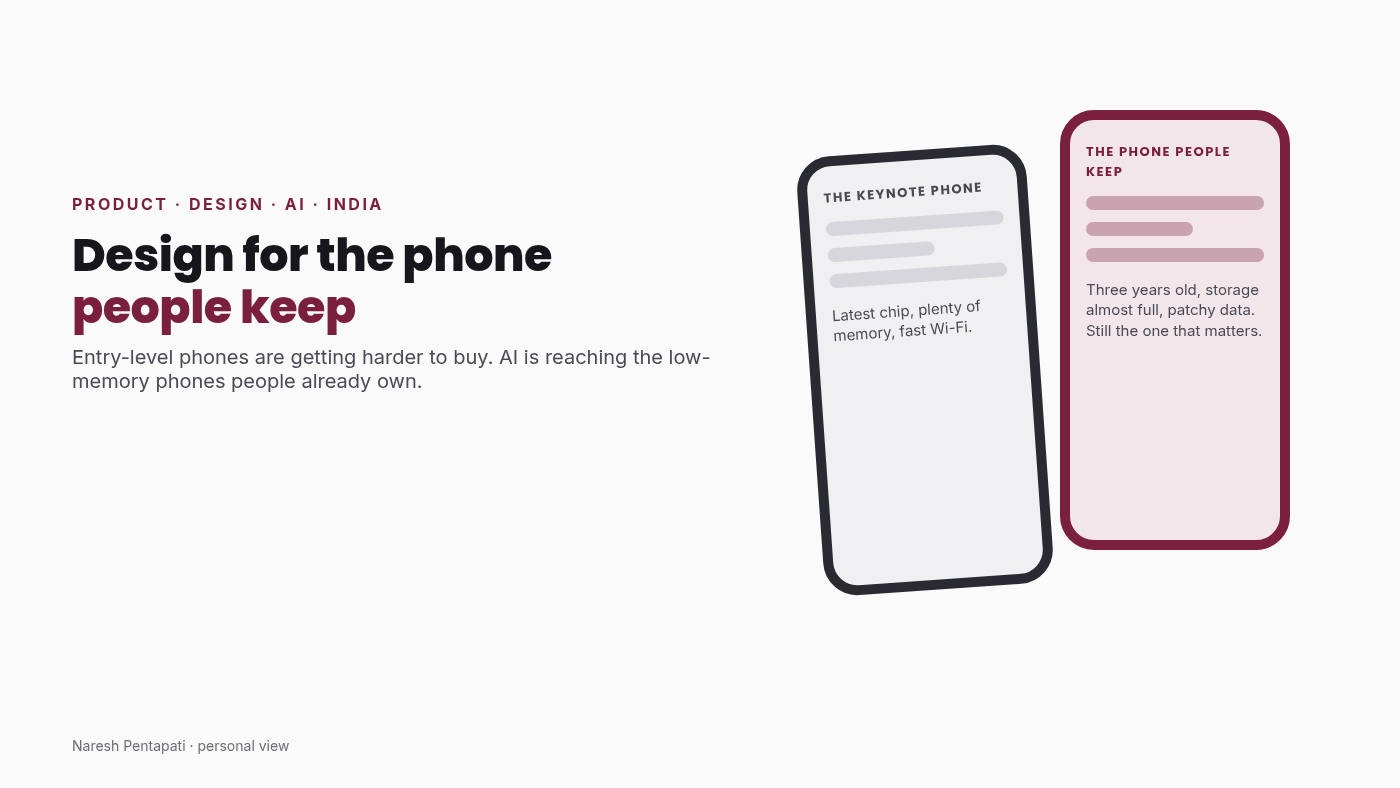 PRODUCT · DESIGN · AI · INDIA
Design for the phone
people keep
Entry-level phones are getting harder to buy. AI is reaching the low-
memory phones people already own.
THE KEYNOTE PHONE
Latest chip, plenty of
memory, fast Wi-Fi.
THE PHONE PEOPLE
KEEP
Three years old, storage
almost full, patchy data.
Still the one that matters.
Naresh Pentapati · personal view